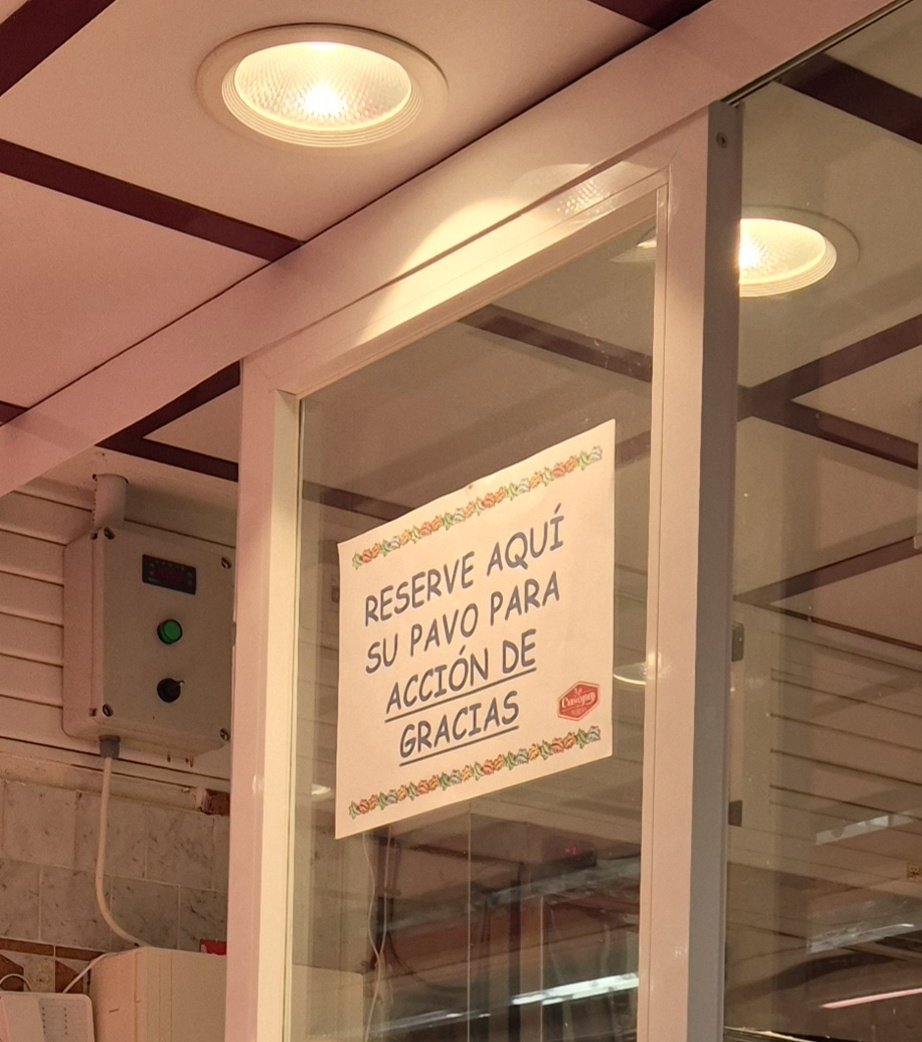 RESERVE AQUÍ
SU PAVO PARA
ACCIÓN DE
GRACIAS